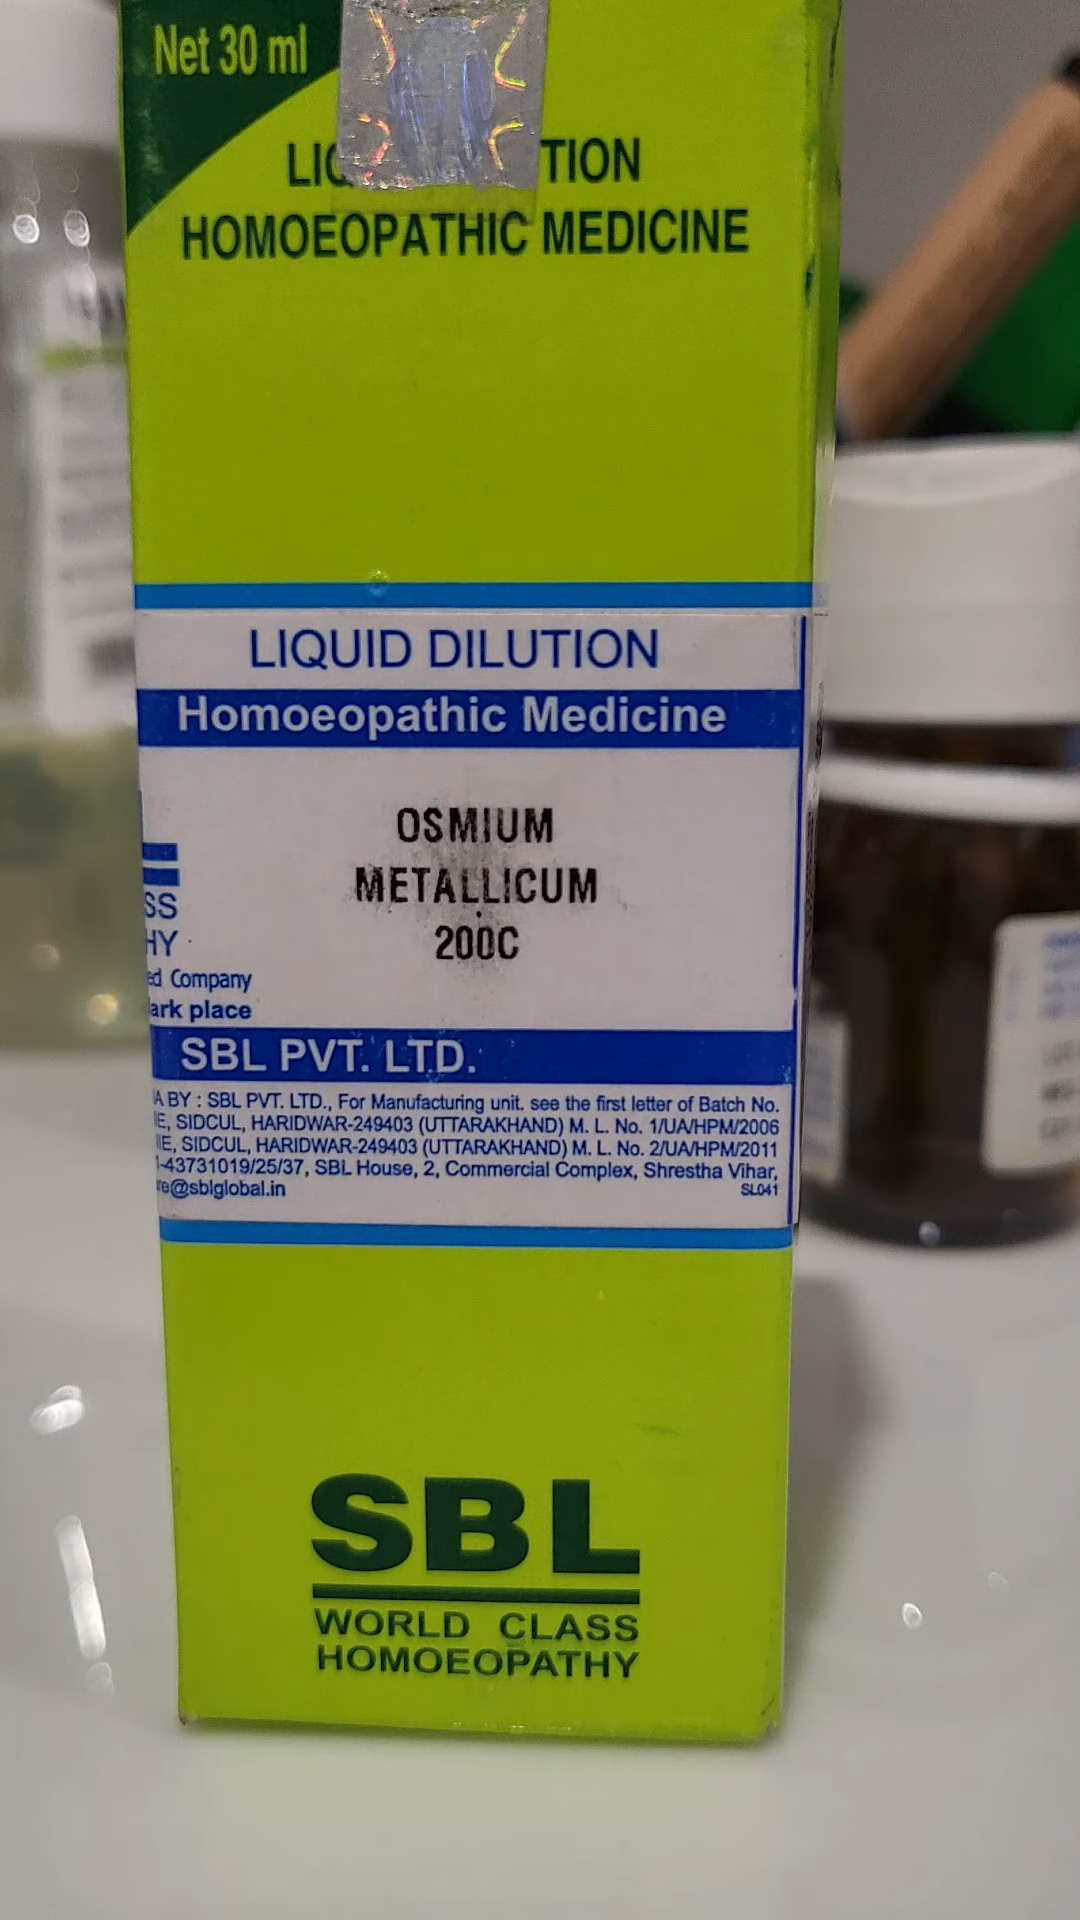 Net 30 ml
TION
HOMOEOPATHIC MEDICINE
LIQUID DILUTION
Homoeopathic Medicine
OSMIUM
METALLICUM
200C
SS
HY
ed Company
ark place
SBL PVT. LTD.
A BY : SBL PVT. LTD., For Manufacturing unit. see the first letter of Batch No.
IE, SIDCUL, HARIDWAR-249403 (UTTARAKHAND) M. L. No. 1/UA/HPM/2006
IIE, SIDCUL, HARIDWAR-249403 (UTTARAKHAND) M. L. No. 2/UA/HPM/2011
1-43731019/25/37, SBL House, 2, Commercial Complex, Shrestha Vihar,
re@sblglobal.in SL041
SBL
WORLD CLASS
HOMOEOPATHY